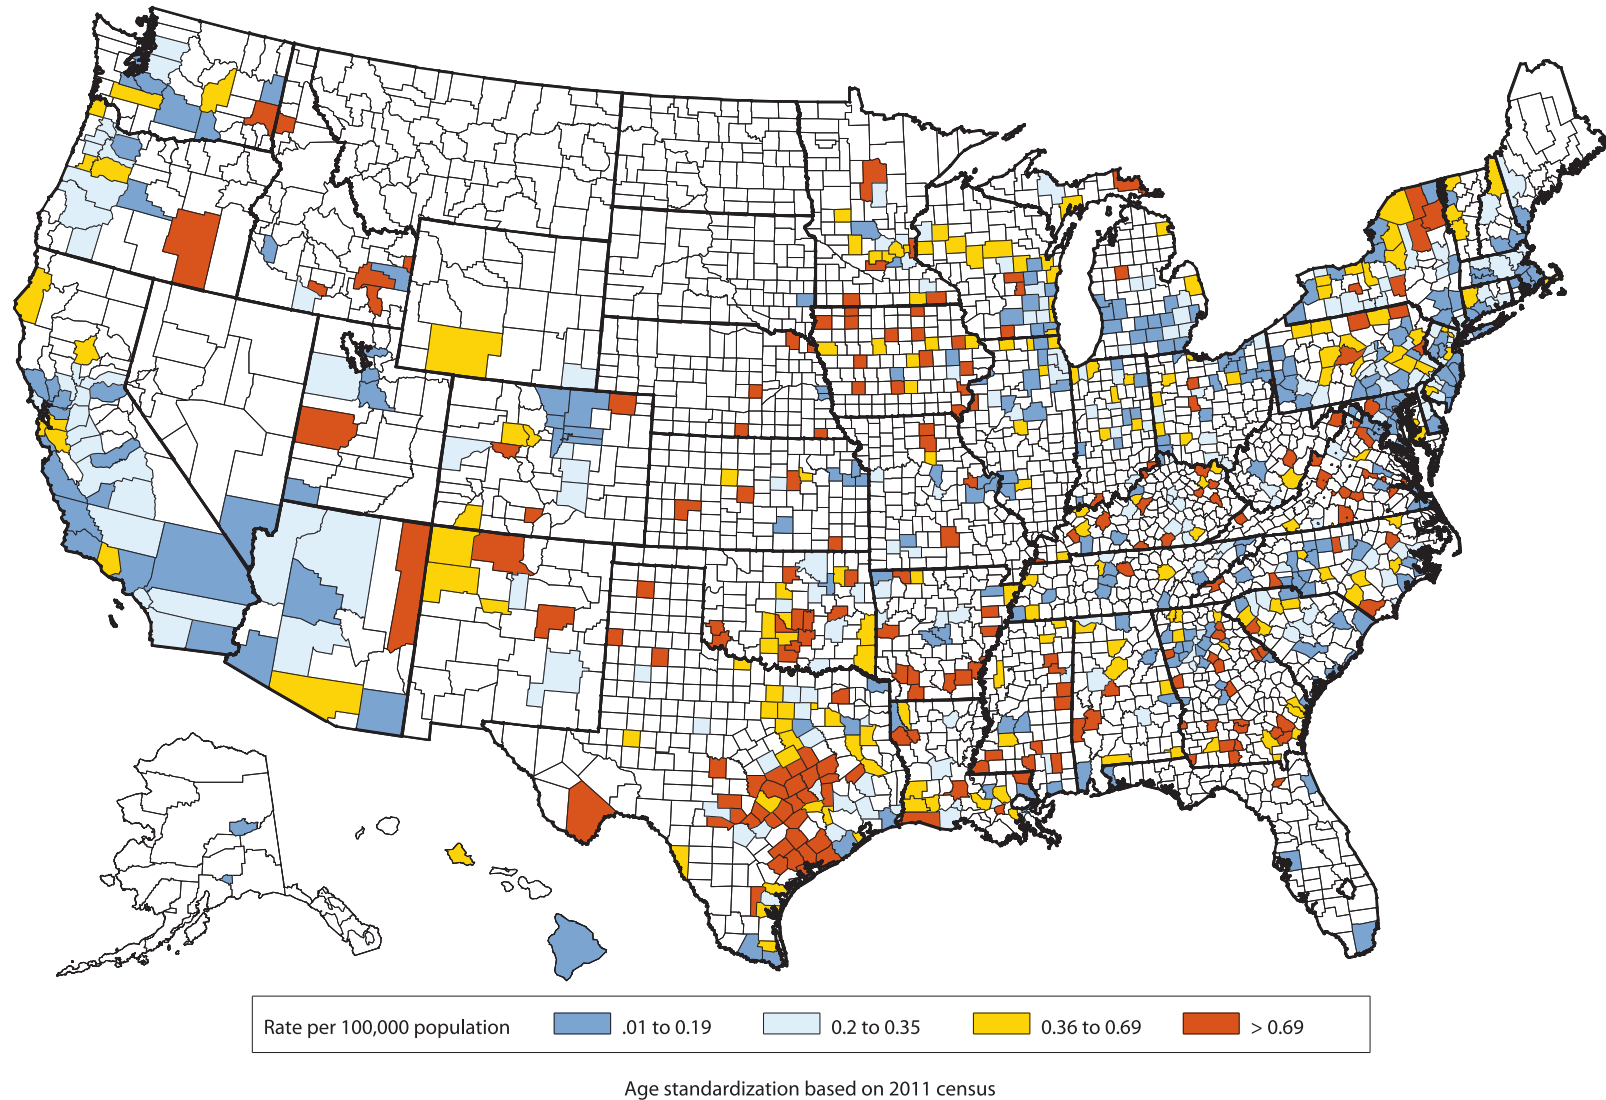 Rate per 100,000 population .01 to 0.19 0.2 to 0.35 0.36 to 0.69 > 0.69
Age standardization based on 2011 census